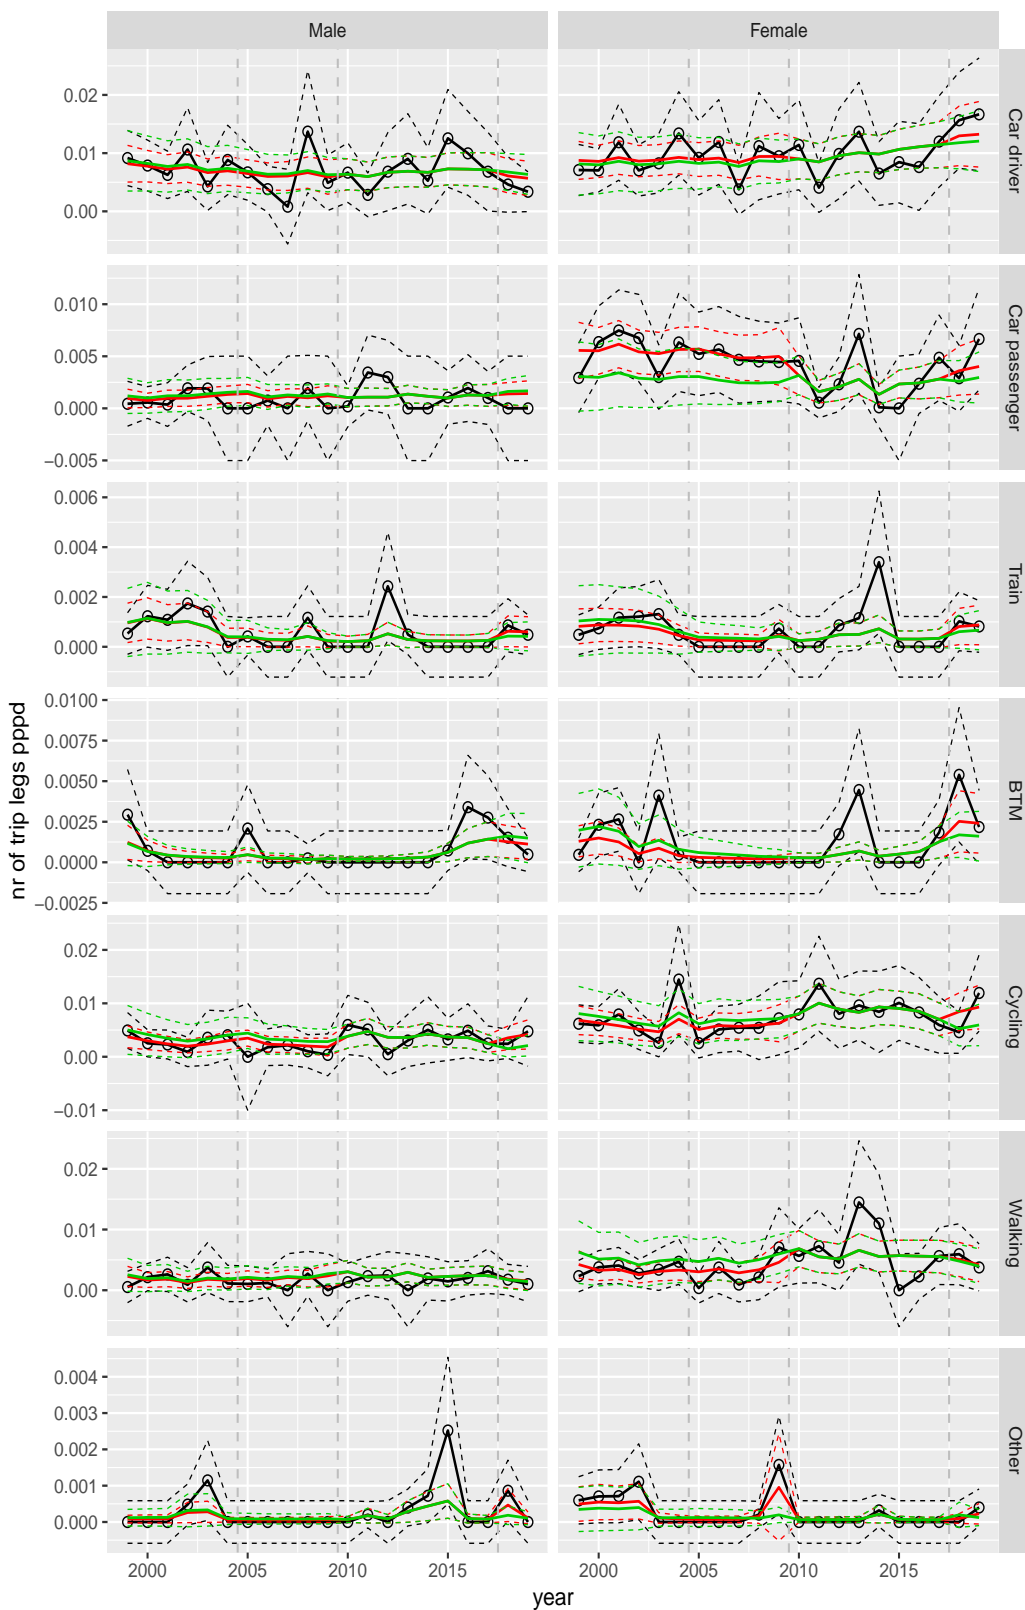 Male
Female
0.02
0.01
0.00
Car driver
0.010
0.005
0.000
−0.005
Car passenger
0.006
0.004
0.002
0.000
Train
0.0100
0.0075
0.0050
0.0025
0.0000
−0.0025
BTM
nr of trip legs pppd
0.02
0.01
0.00
−0.01
Cycling
0.02
0.01
0.00
Walking
0.004
0.003
0.002
0.001
0.000
Other
2000 2005 2010 2015 2000 2005 2010 2015
year